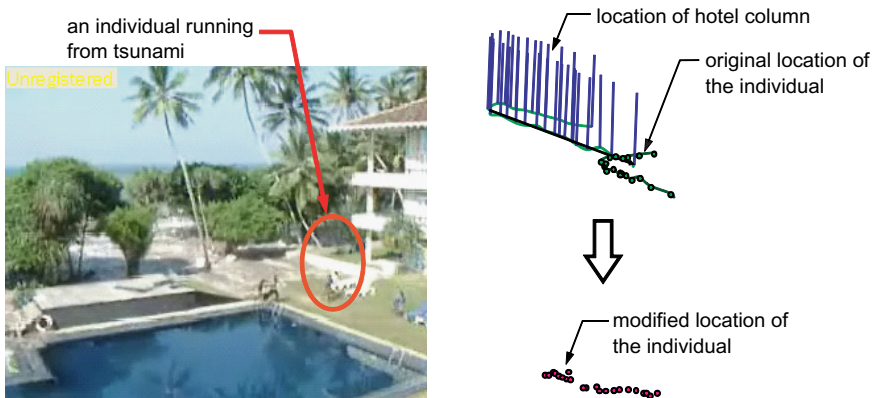 an individual running
from tsunami
Unregistered
location of hotel column
original location of
the individual
modified location of
the individual